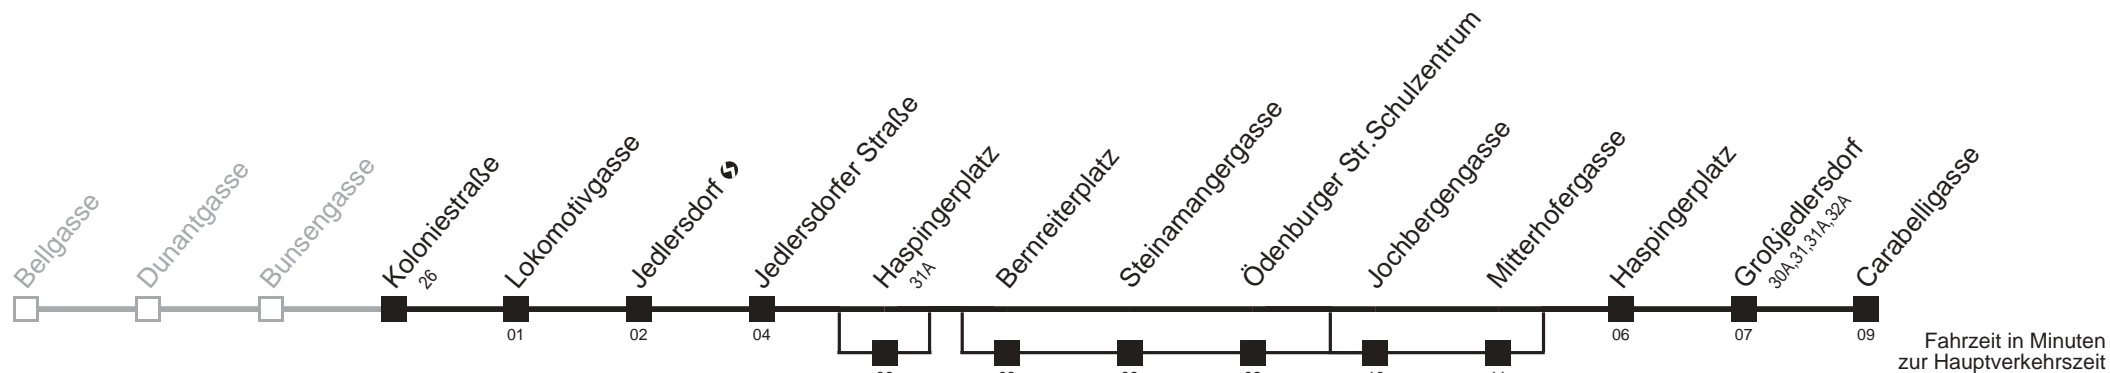 Bellgasse
Dunantgasse
Bunsengasse
Koloniestraße
26
Lokomotivgasse
Jedlersdorf
Jedlersdorfer Straße
Haspingerplatz
31A
Bernreiterplatz
Steinamangergasse
Ödenburger Str.Schulzentrum
Jochbergengasse
Mitterhofergasse
Haspingerplatz
Großjedlersdorf
30A,31,31A,32A
Carabelligasse
01
02
04
06
07
09
Fahrzeit in Minuten
zur Hauptverkehrszeit